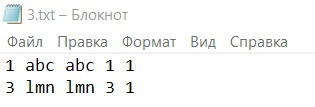 3.txt – Блокнот
Файл Правка Формат Вид Справка
1 abc abc 1 1
3 lmn lmn 3 1